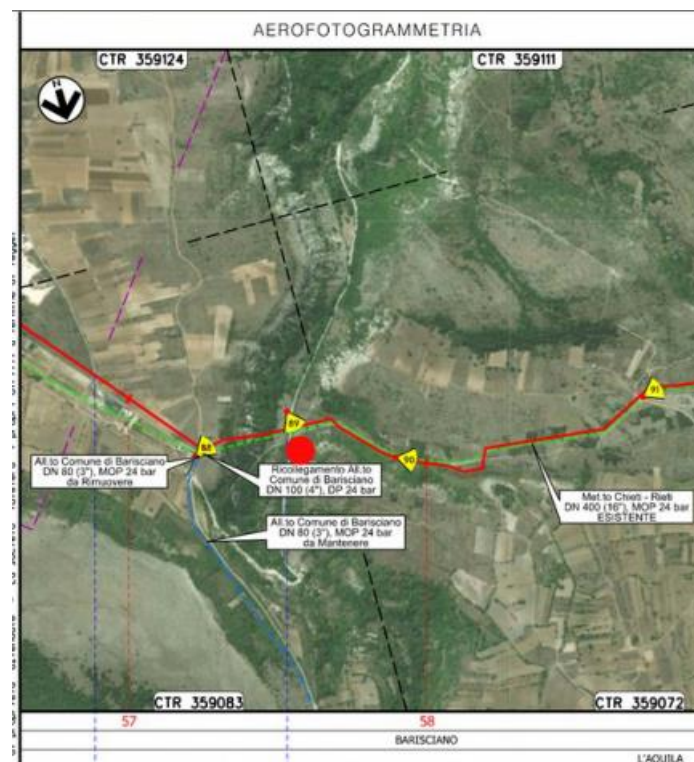 AEROFOTOGRAMMETRIA
CTR 359124
CTR 359111
N
91
89
88
90
All.to Comune di Barisciano
DN 80 (3"), MOP 24 bar
da Rimuovere
Ricollegamento All.to
Comune di Barisciano
DN 100 (4"), DP 24 bar
Met.to Chieti - Rieti
DN 400 (16"), MOP 24 bar
ESISTENTE
All.to Comune di Barisciano
DN 80 (3"), MOP 24 bar
da Mantenere
CTR 359083
CTR 359072
57
58
BARISCIANO
L'AQUILA